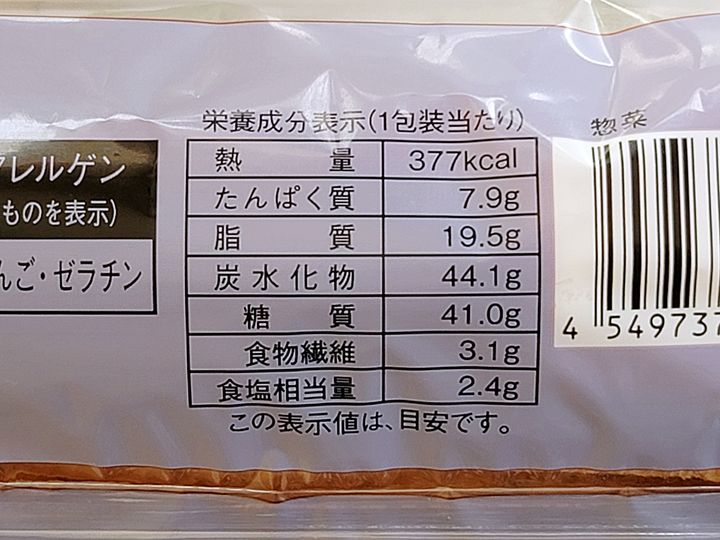 栄養成分表示(1包装当たり)
熱量 377kcal
たんぱく質 7.9g
脂質 19.5g
炭水化物 44.1g
糖質 41.0g
食物繊維 3.1g
食塩相当量 2.4g
この表示値は、目安です。
アレルゲン
ものを表示)
んご・ゼラチン
惣菜
4 549737